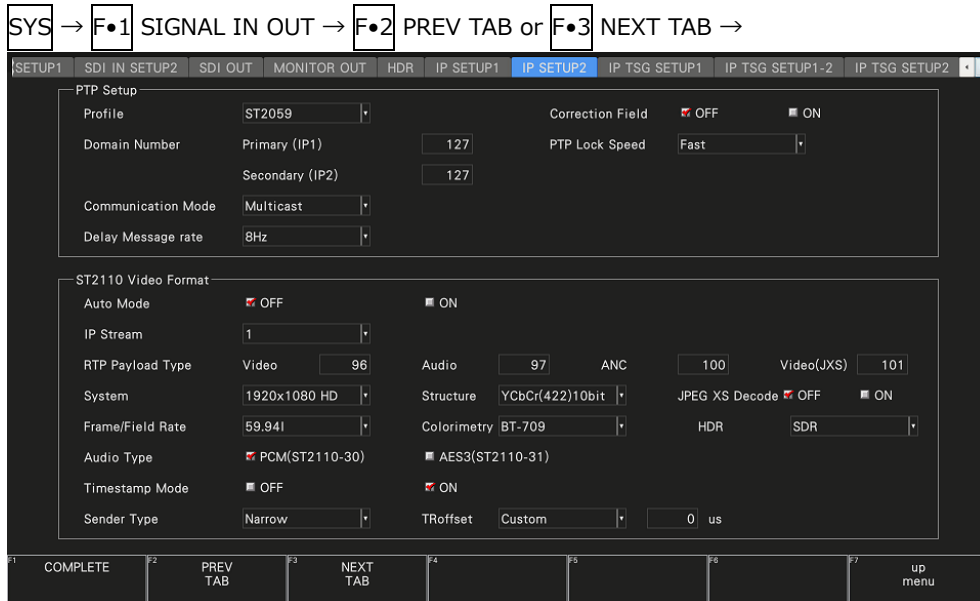 SYS → F•1 SIGNAL IN OUT → F•2 PREV TAB or F•3 NEXT TAB →
SETUP1 SDI IN SETUP2 SDI OUT MONITOR OUT HDR IP SETUP1 IP SETUP2 IP TSG SETUP1 IP TSG SETUP1-2 IP TSG SETUP2
PTP Setup
Profile ST2059 Correction Field OFF ON
Domain Number Primary (IP1) 127 PTP Lock Speed Fast
Secondary (IP2) 127
Communication Mode Multicast
Delay Message rate 8Hz
ST2110 Video Format
Auto Mode OFF ON
IP Stream 1
RTP Payload Type Video 96 Audio 97 ANC 100 Video(JXS) 101
System 1920x1080 HD Structure YCbCr(422)10bit JPEG XS Decode OFF ON
Frame/Field Rate 59.94I Colorimetry BT-709 HDR SDR
Audio Type PCM(ST2110-30) AES3(ST2110-31)
Timestamp Mode OFF ON
Sender Type Narrow TRoffset Custom 0 us
F1 COMPLETE F2 PREV TAB F3 NEXT TAB F4 F5 F6 F7 up menu